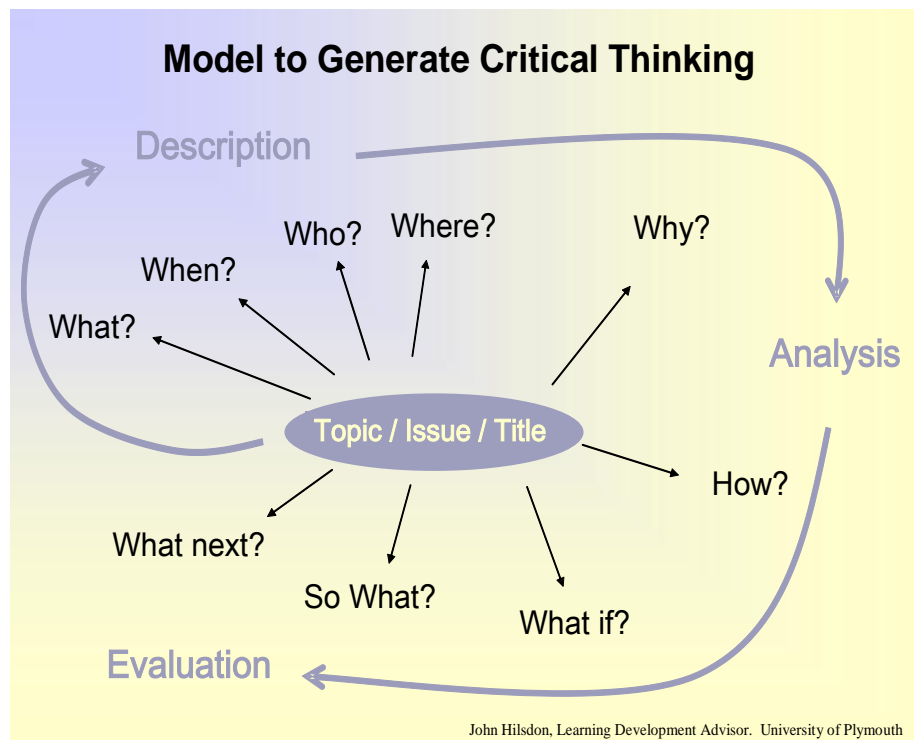 Model to Generate Critical Thinking
Description
Who?
Where?
Why?
When?
What?
Analysis
Topic / Issue / Title
How?
What next?
So What?
What if?
Evaluation
John Hilsdon, Learning Development Advisor.  University of Plymouth